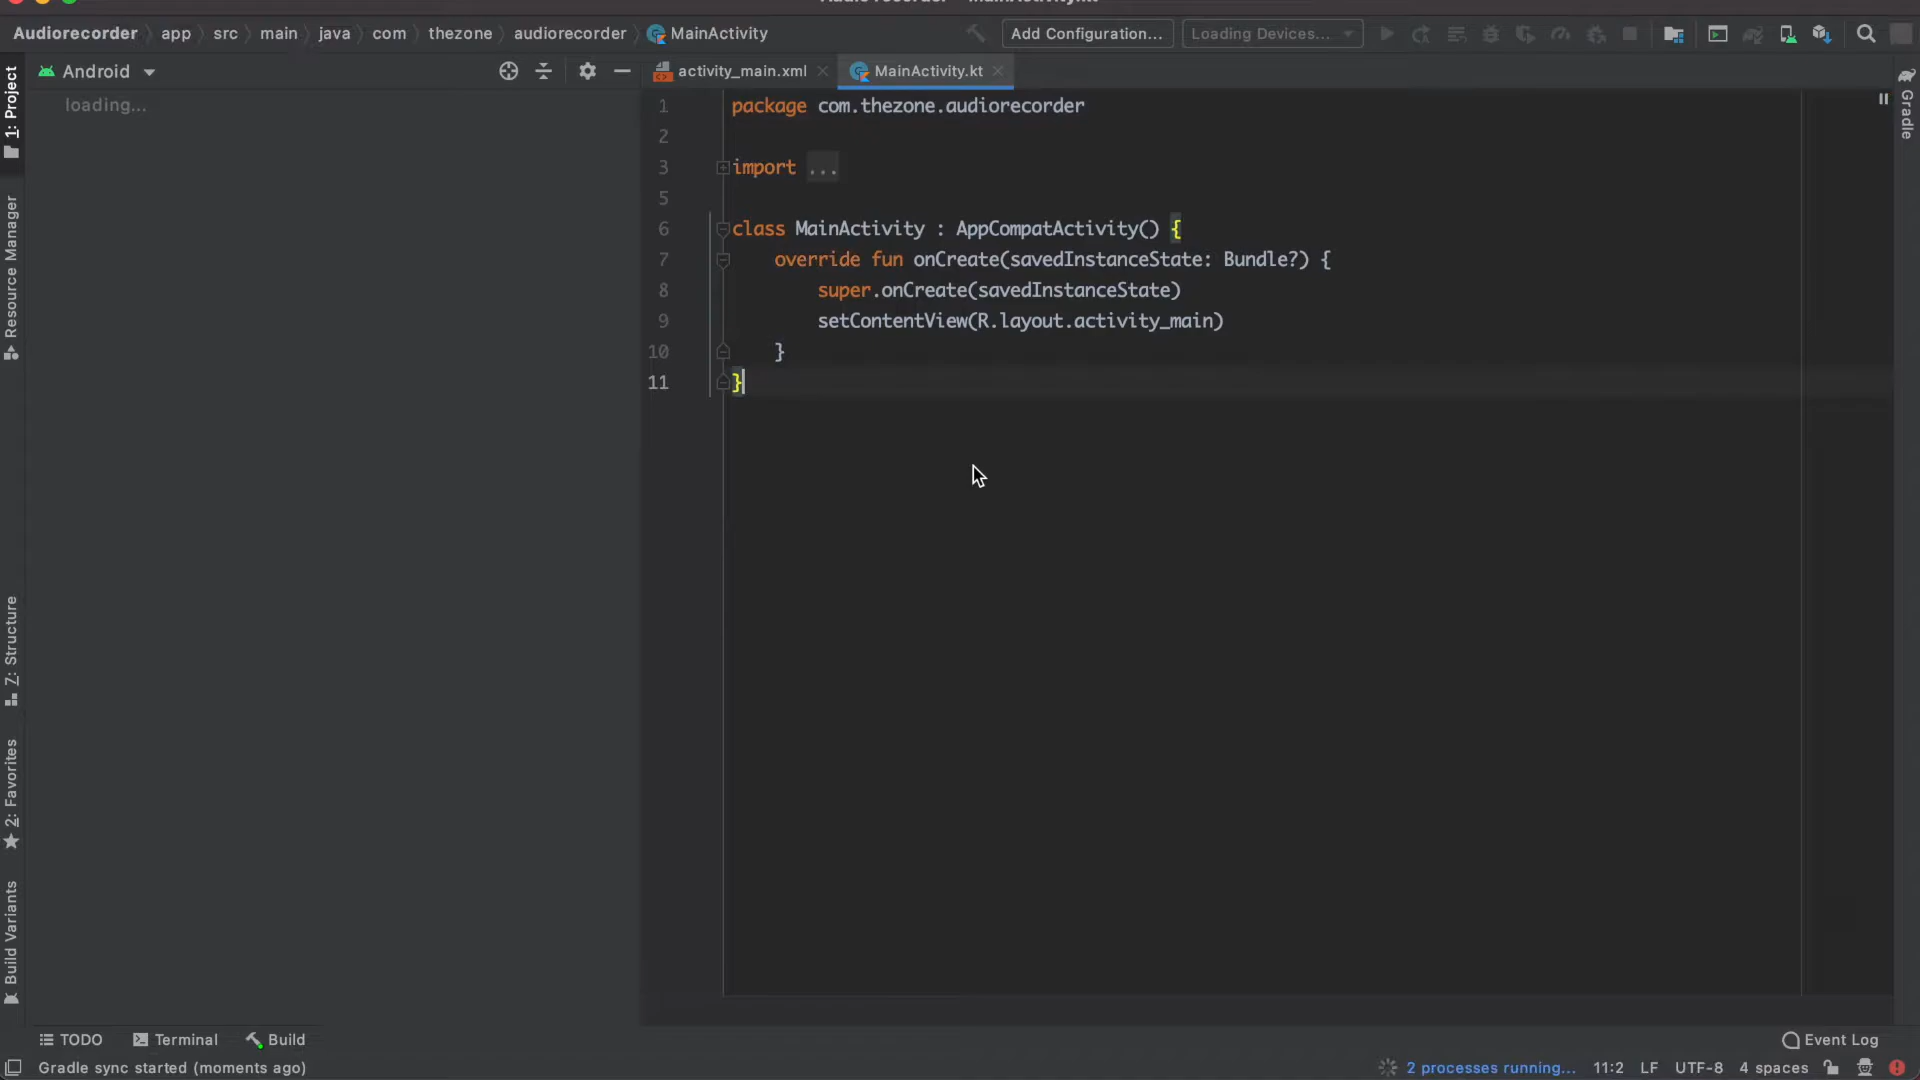 Audiorecorder app src main java com thezone audiorecorder MainActivity Add Configuration... Loading Devices...
Android
activity_main.xml MainActivity.kt
loading...
1 package com.thezone.audiorecorder
2
3 import ...
5
6 class MainActivity : AppCompatActivity() {
7 override fun onCreate(savedInstanceState: Bundle?) {
8 super.onCreate(savedInstanceState)
9 setContentView(R.layout.activity_main)
10 }
11 }
1: Project
Resource Manager
Z: Structure
2: Favorites
Build Variants
Gradle
TODO Terminal Build Event Log
Gradle sync started (moments ago) 2 processes running... 11:2 LF UTF-8 4 spaces